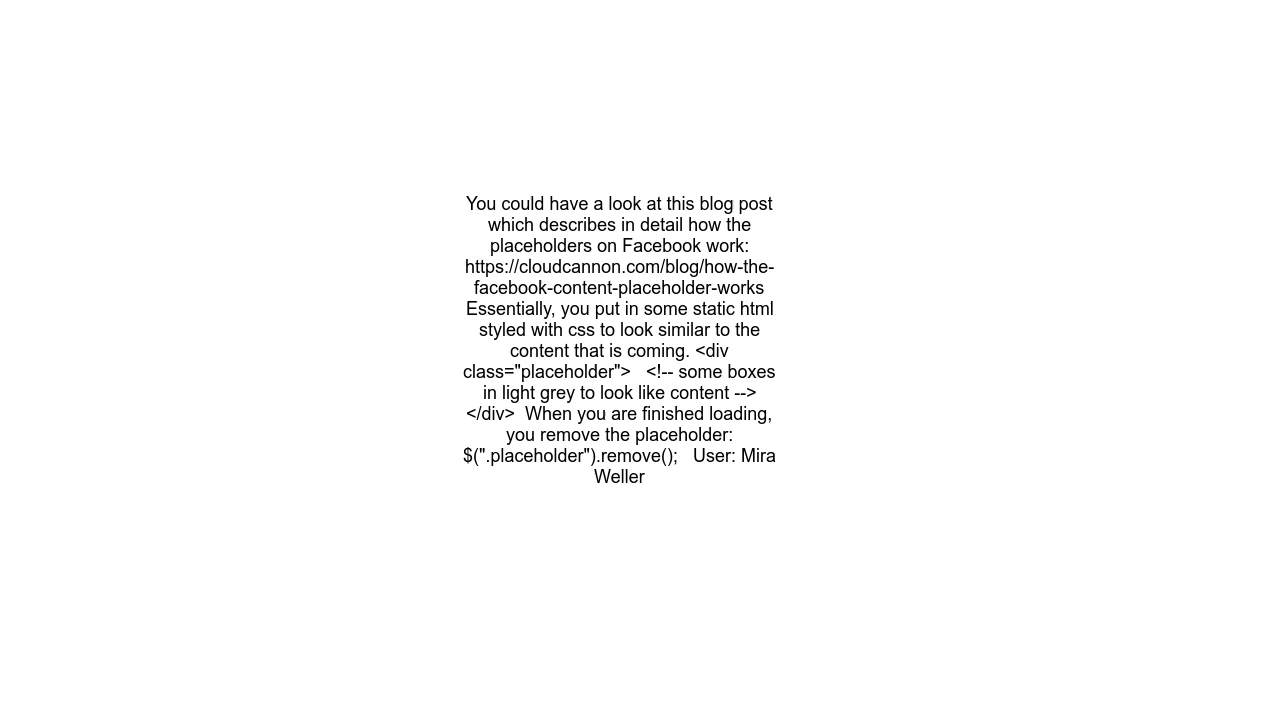 You could have a look at this blog post
which describes in detail how the
placeholders on Facebook work:
https://cloudcannon.com/blog/how-the-
facebook-content-placeholder-works
Essentially, you put in some static html
styled with css to look similar to the
content that is coming. <div
class="placeholder">   <!-- some boxes
in light grey to look like content -->
</div>  When you are finished loading,
you remove the placeholder:
$(".placeholder").remove();   User: Mira
Weller